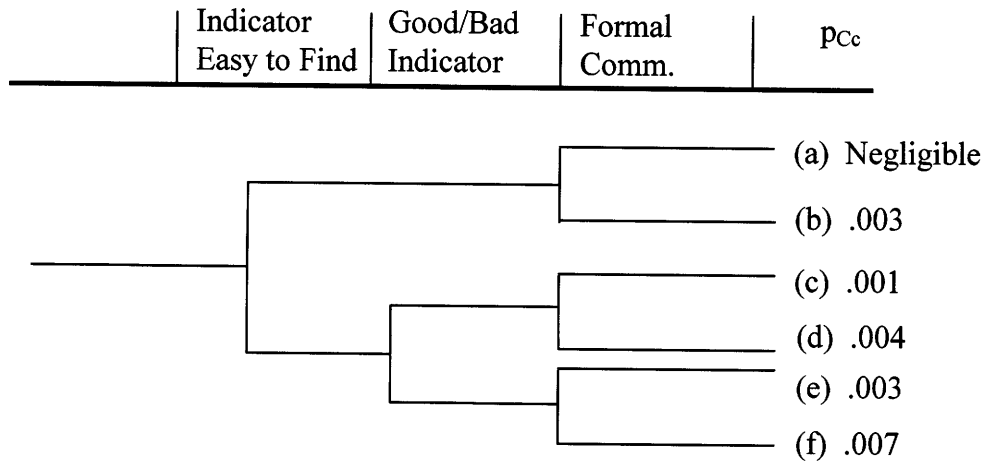 Indicator
Easy to Find
Good/Bad
Indicator
Formal
Comm.
pCc
(a) Negligible
(b) .003
(c) .001
(d) .004
(e) .003
(f) .007